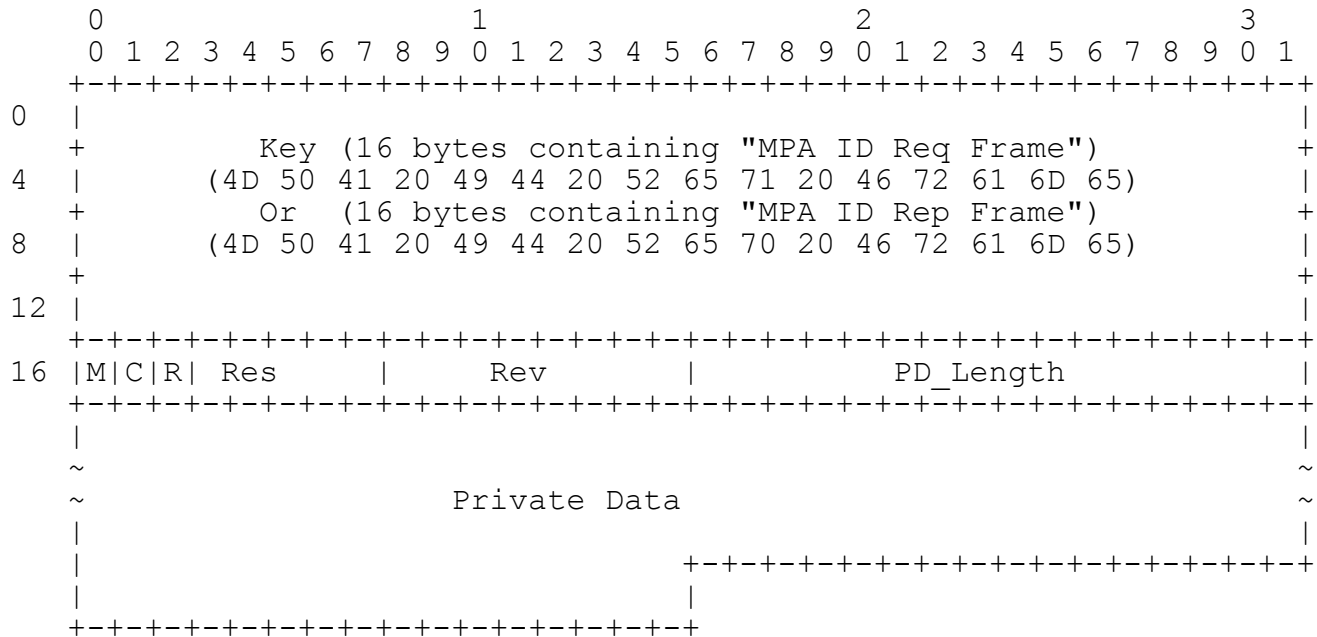 0                   1                   2                   3
       0 1 2 3 4 5 6 7 8 9 0 1 2 3 4 5 6 7 8 9 0 1 2 3 4 5 6 7 8 9 0 1
      +-+-+-+-+-+-+-+-+-+-+-+-+-+-+-+-+-+-+-+-+-+-+-+-+-+-+-+-+-+-+-+-+
   0  |                                                               |
      +         Key (16 bytes containing "MPA ID Req Frame")          +
   4  |      (4D 50 41 20 49 44 20 52 65 71 20 46 72 61 6D 65)        |
      +         Or  (16 bytes containing "MPA ID Rep Frame")          +
   8  |      (4D 50 41 20 49 44 20 52 65 70 20 46 72 61 6D 65)        |
      +                                                               +
   12 |                                                               |
      +-+-+-+-+-+-+-+-+-+-+-+-+-+-+-+-+-+-+-+-+-+-+-+-+-+-+-+-+-+-+-+-+
   16 |M|C|R| Res     |     Rev       |          PD_Length            |
      +-+-+-+-+-+-+-+-+-+-+-+-+-+-+-+-+-+-+-+-+-+-+-+-+-+-+-+-+-+-+-+-+
      |                                                               |
      ~                                                               ~
      ~                   Private Data                                ~
      |                                                               |
      |                               +-+-+-+-+-+-+-+-+-+-+-+-+-+-+-+-+
      |                               |
      +-+-+-+-+-+-+-+-+-+-+-+-+-+-+-+-+